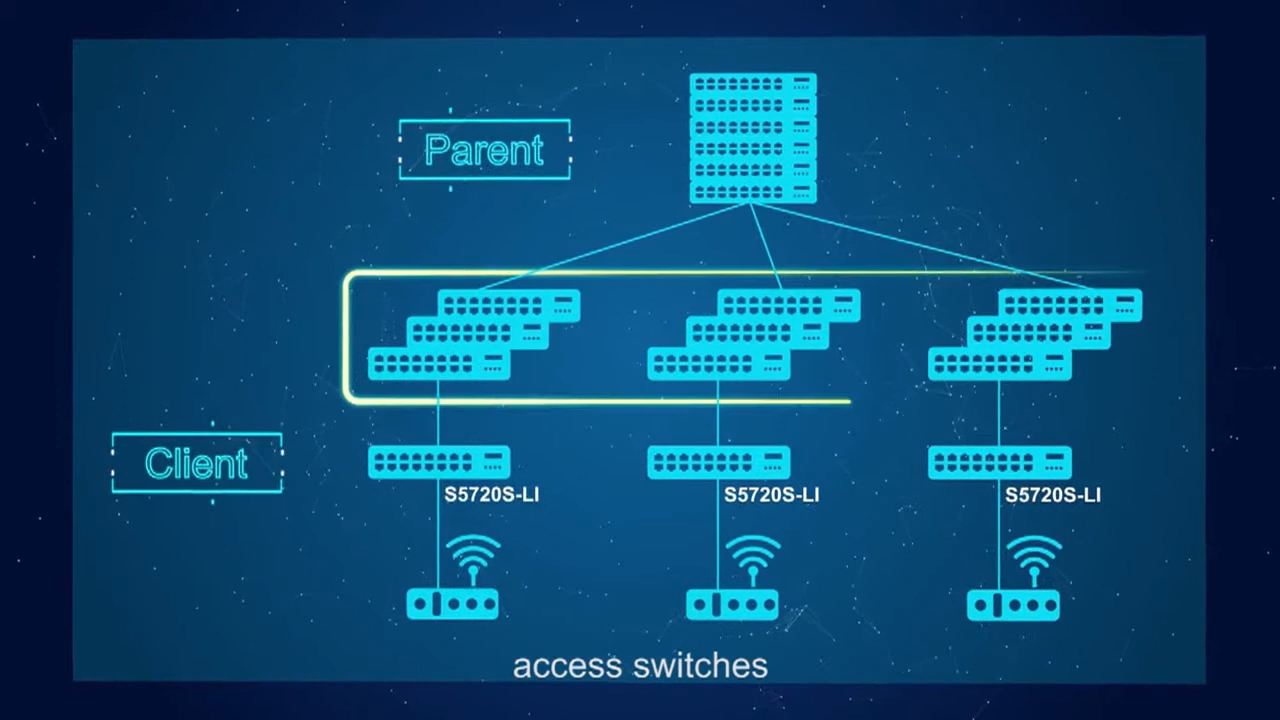 Parent
Client
S5720S-LI
S5720S-LI
S5720S-LI
access switches